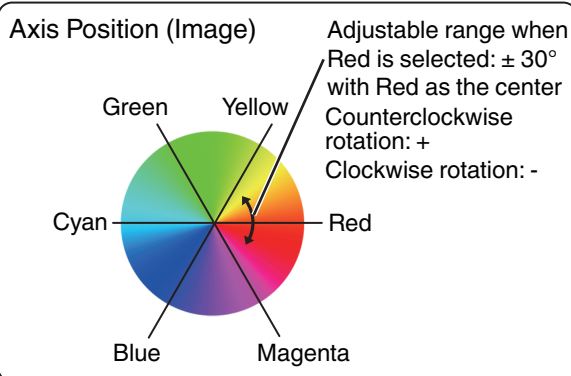 Axis Position (Image)
Adjustable range when
Red is selected: ± 30°
with Red as the center
Counterclockwise
rotation: +
Clockwise rotation: -
Green
Yellow
Cyan
Red
Blue
Magenta